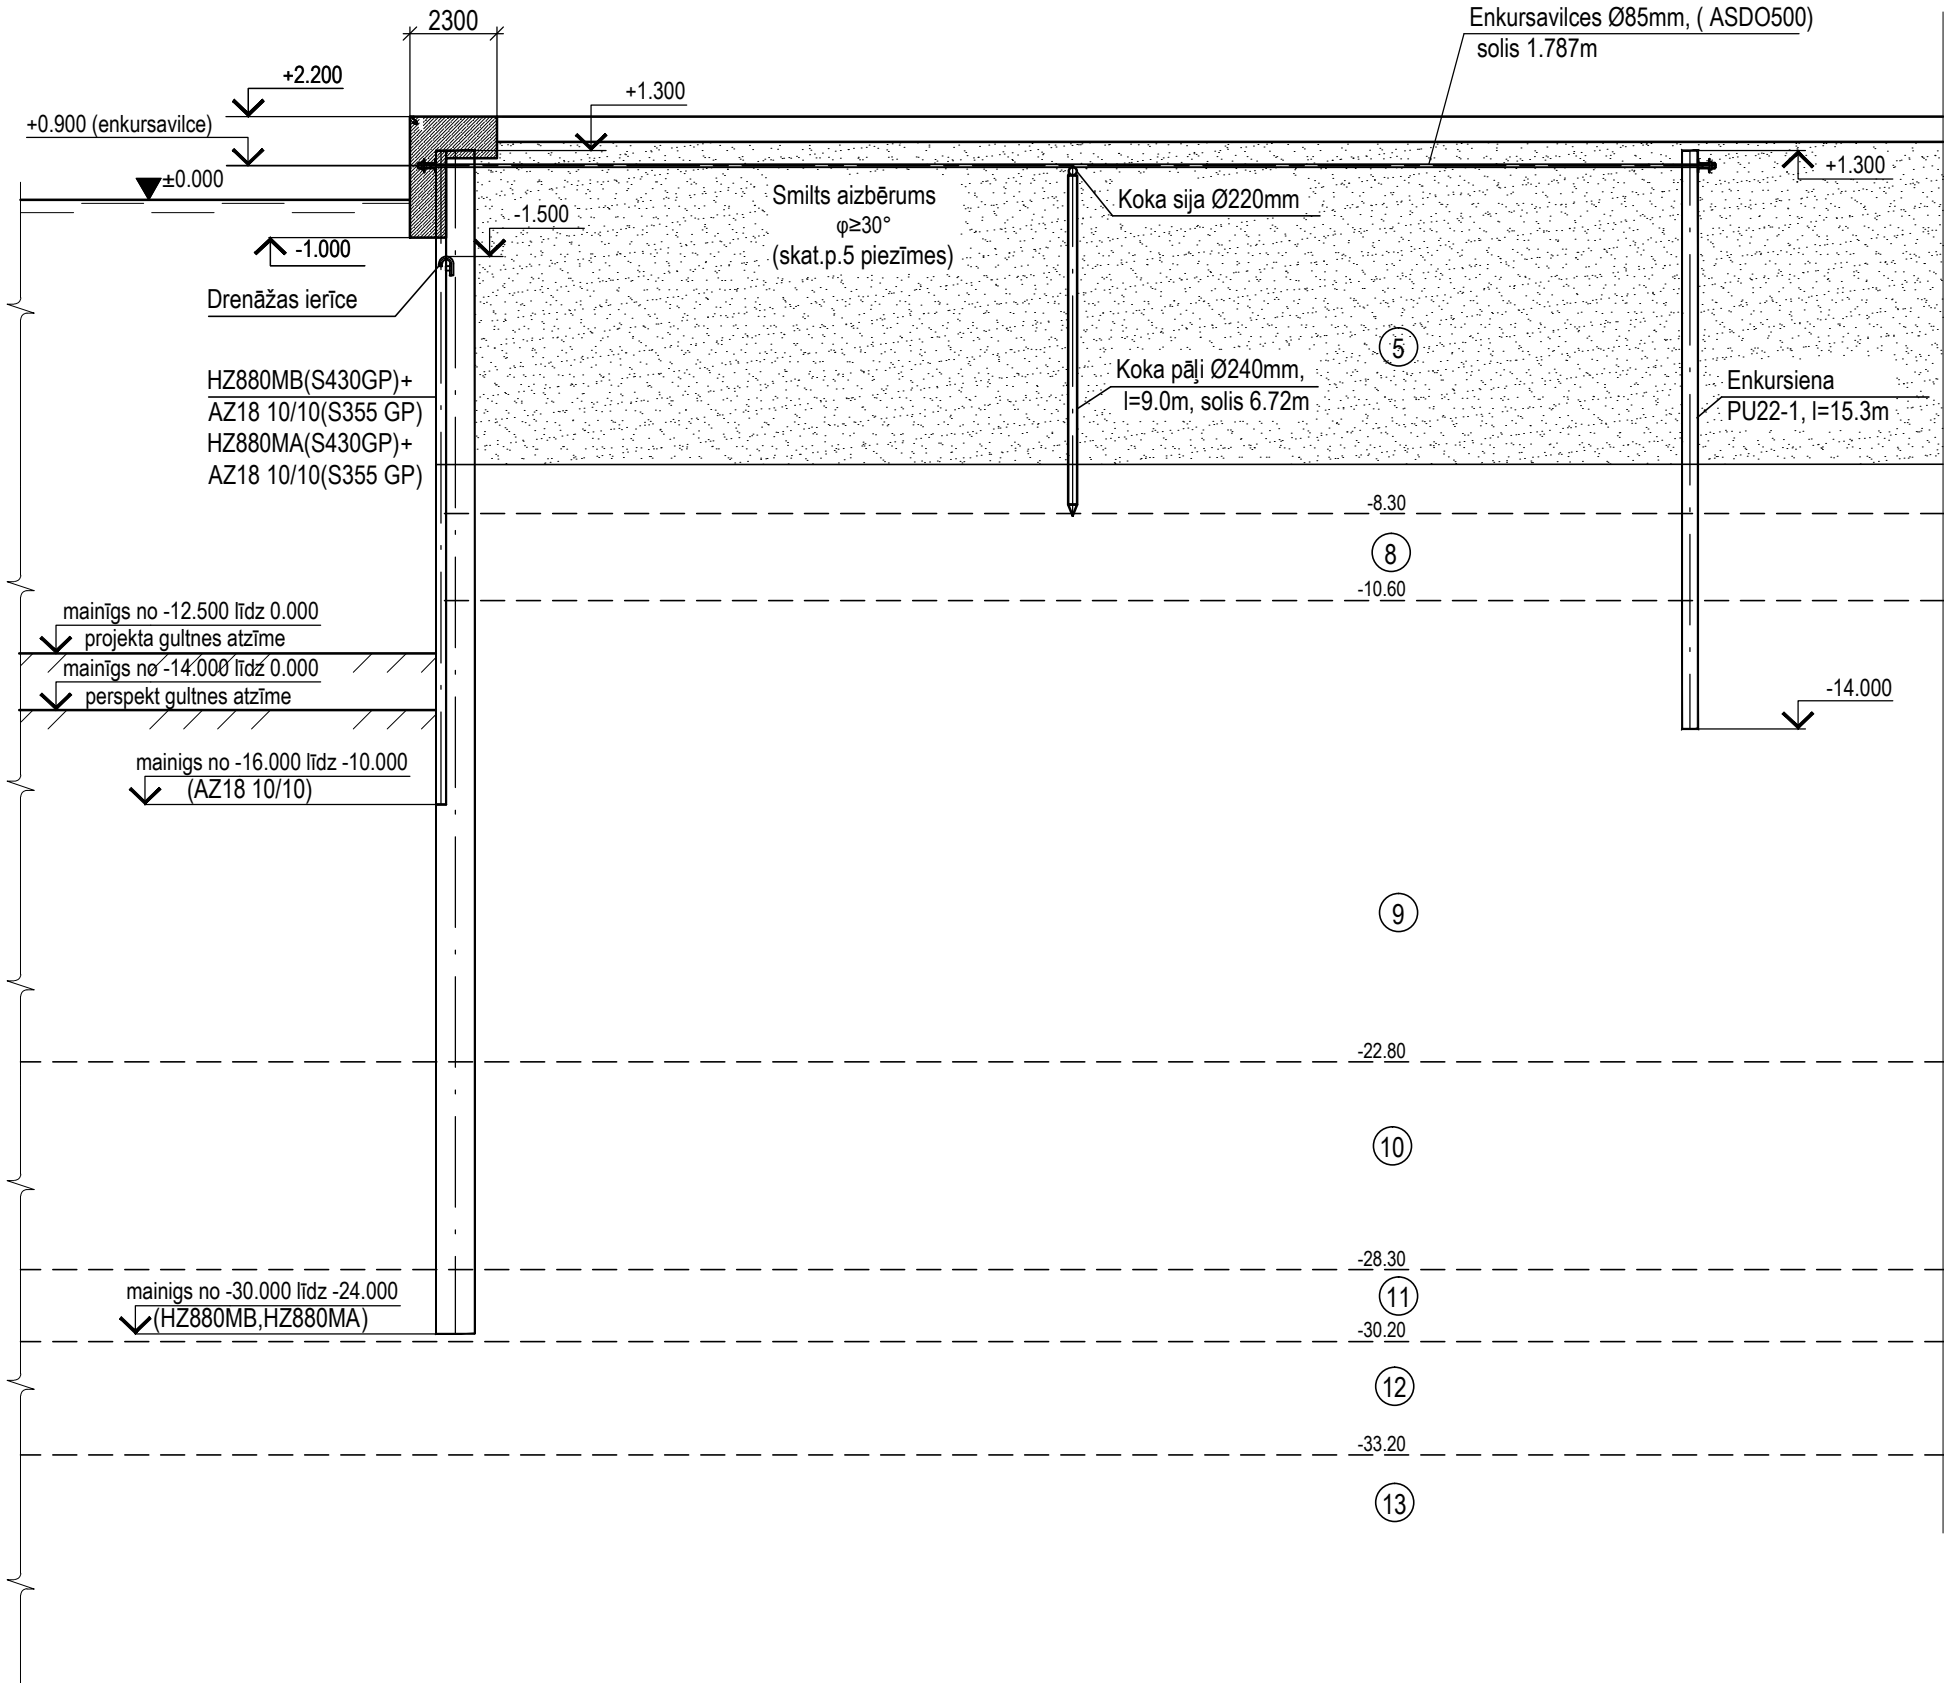 2300
Enkursavilces Ø85mm, ( ASDO500)
solis 1.787m
+2.200
+1.300
+0.900 (enkursavilce)
±0.000
+1.300
Smilts aizbērums
φ≥30°
(skat.p.5 piezīmes)
Koka sija Ø220mm
-1.500
-1.000
Drenāžas ierīce
5
HZ880MB(S430GP)+
AZ18 10/10(S355 GP)
HZ880MA(S430GP)+
AZ18 10/10(S355 GP)
Koka pāļi Ø240mm,
l=9.0m, solis 6.72m
Enkursiena
PU22-1, l=15.3m
-8.30
8
-10.60
mainīgs no -12.500 līdz 0.000
projekta gultnes atzīme
mainīgs no -14.000 līdz 0.000
perspekt gultnes atzīme
-14.000
mainigs no -16.000 līdz -10.000
(AZ18 10/10)
9
-22.80
10
-28.30
mainigs no -30.000 līdz -24.000
(HZ880MB,HZ880MA)
11
-30.20
12
-33.20
13